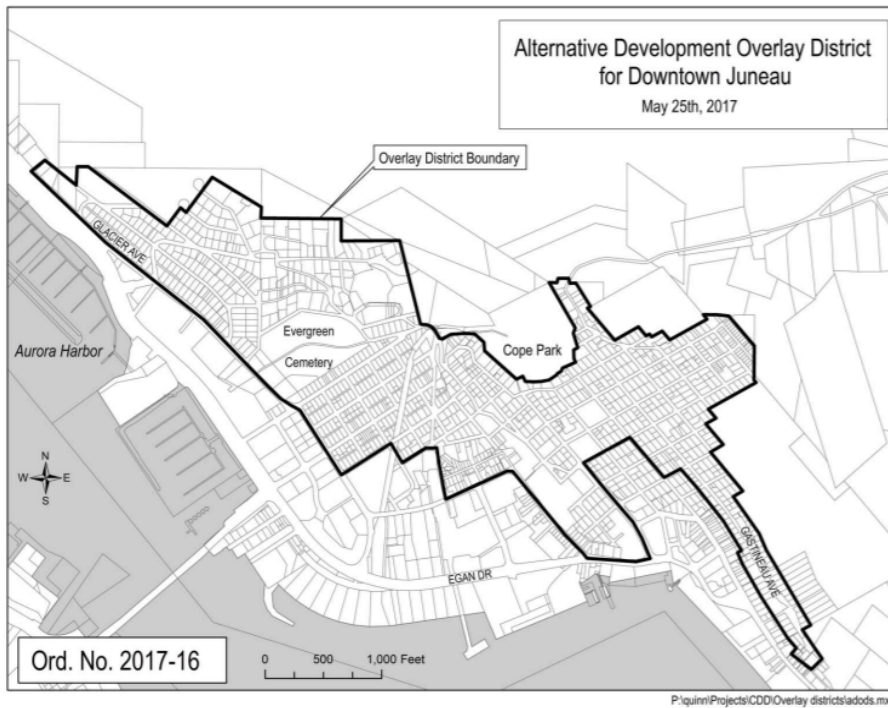 Alternative Development Overlay District
for Downtown Juneau
May 25th, 2017
Overlay District Boundary
GLACIER AVE
Evergreen
Cemetery
Cope Park
Aurora Harbor
N
W E
S
EGAN DR
GASTINEAU AVE
Ord. No. 2017-16
0 500 1,000 Feet
P:\quinn\Projects\CDD\Overlay districts\adods.mx